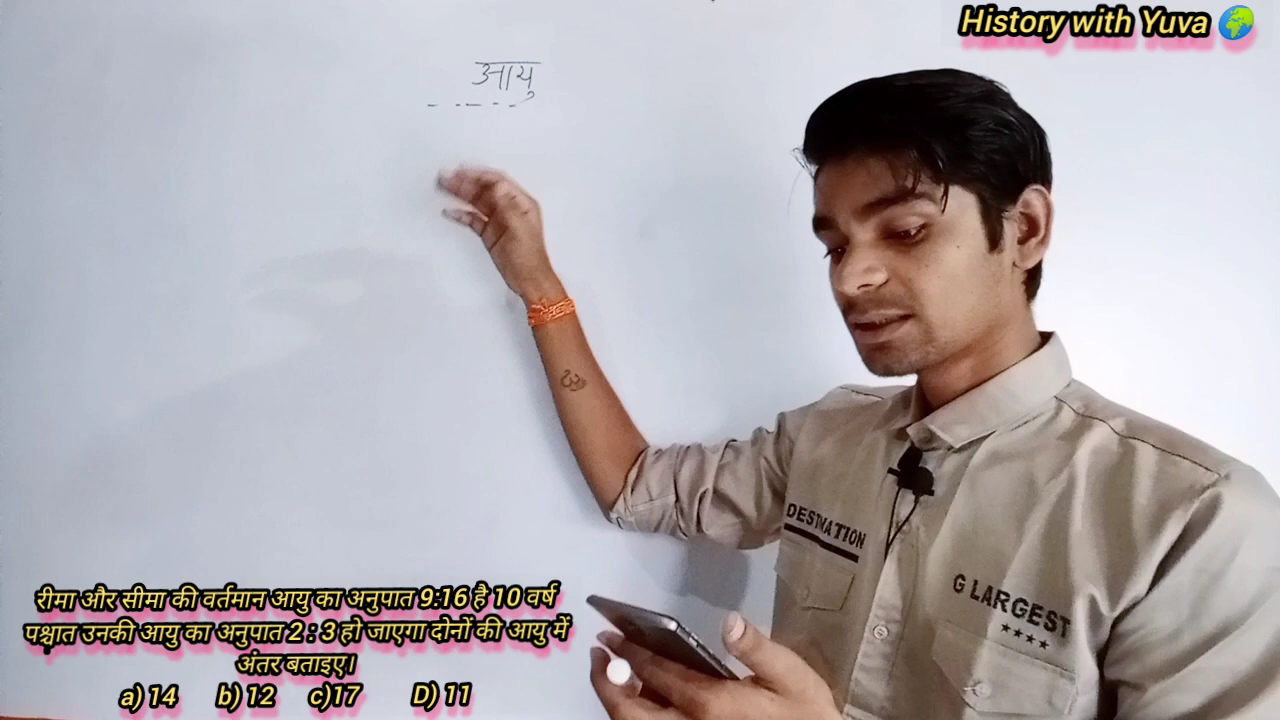 History with Yuva
आयु
DESTINATION
G LARGEST
रीमा और सीमा की वर्तमान आयु का अनुपात 9:16 है 10 वर्ष
पश्चात उनकी आयु का अनुपात 2 : 3 हो जाएगा दोनों की आयु में
अंतर बताइए।
a) 14 b) 12 c)17 D) 11